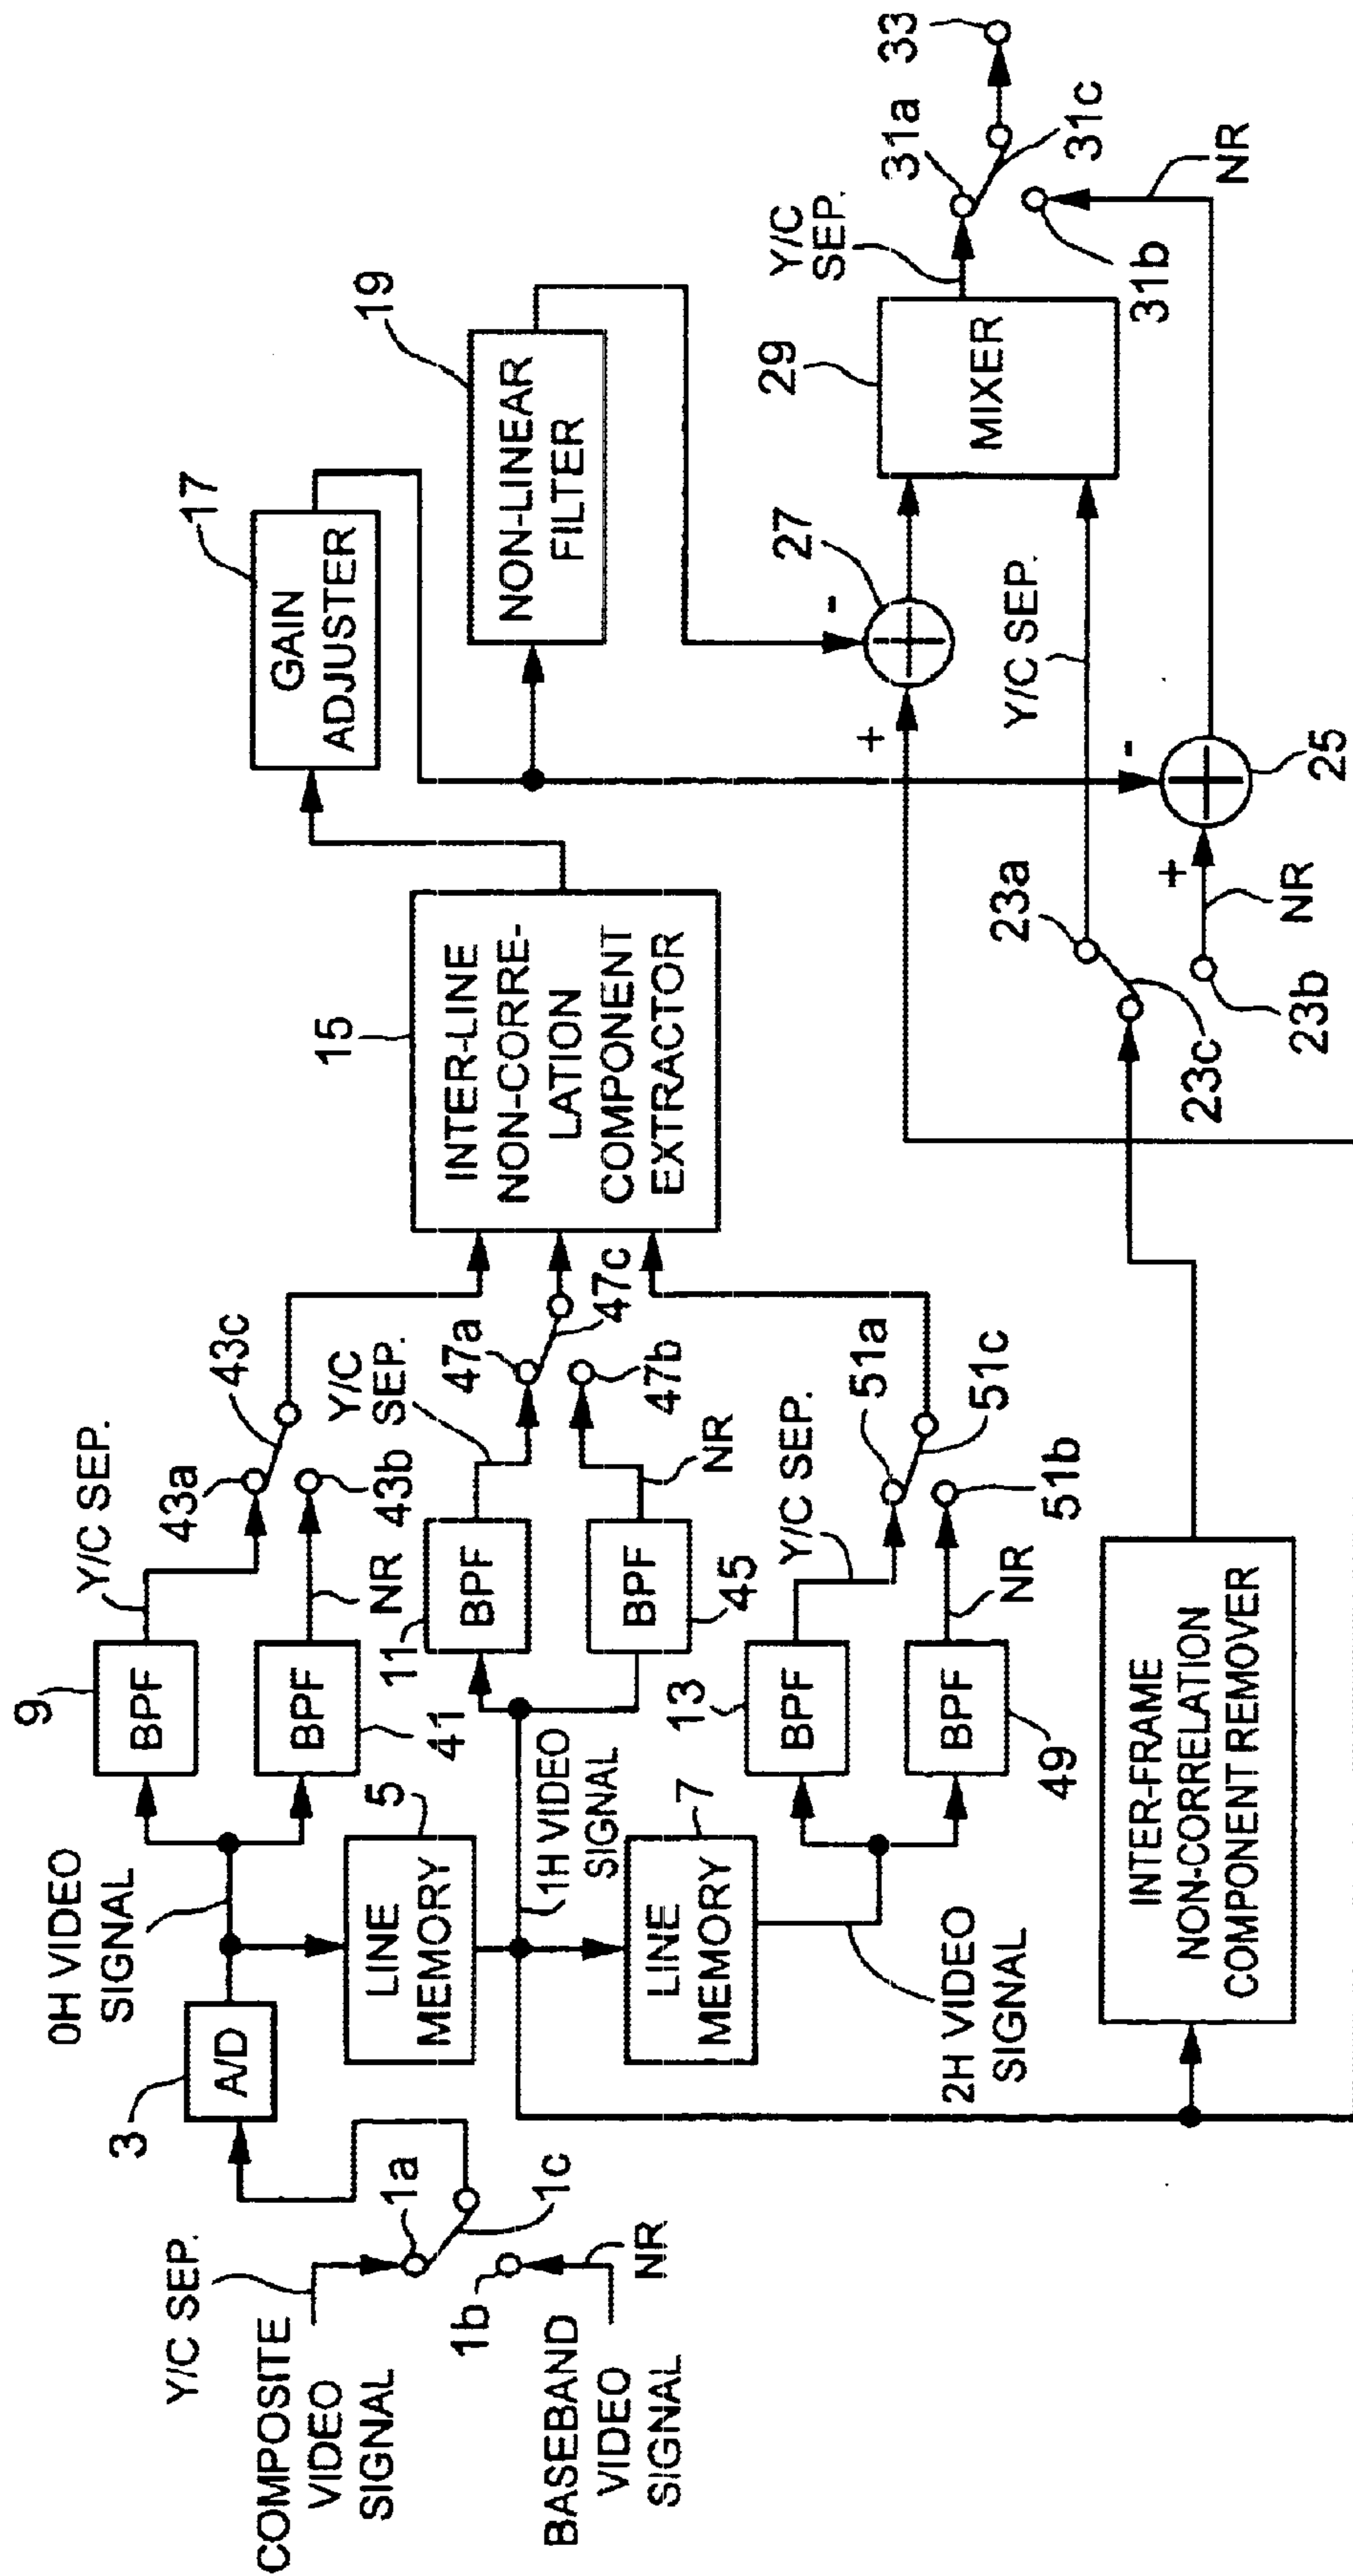 Y/C SEP.
COMPOSITE
VIDEO
SIGNAL
1a
1c
1b
BASEBAND
VIDEO
SIGNAL
NR
3
A/D
0H VIDEO
SIGNAL
LINE
MEMORY
5
1H VIDEO
SIGNAL
LINE
MEMORY
7
2H VIDEO
SIGNAL
9
BPF
Y/C SEP.
BPF
41
NR
43a
43b
43c
11
BPF
Y/C
SEP.
BPF
45
NR
47a
47b
47c
13
BPF
Y/C SEP.
BPF
49
NR
51a
51b
51c
INTER-FRAME
NON-CORRELATION
COMPONENT REMOVER
15
INTER-LINE
NON-CORRE-
LATION
COMPONENT
EXTRACTOR
17
GAIN
ADJUSTER
19
NON-LINEAR
FILTER
23a
23b
23c
Y/C SEP.
NR
+
-
25
+
-
27
29
MIXER
Y/C
SEP.
31a
31b
31c
NR
33